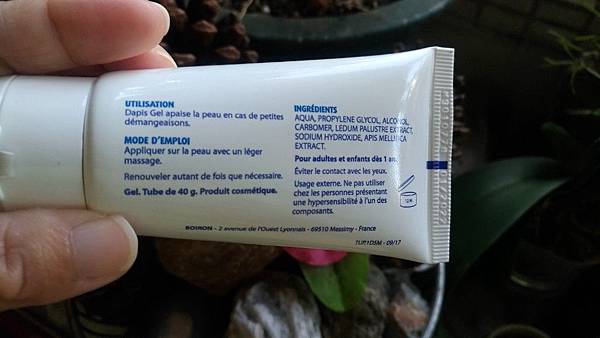 UTILISATION
Dapis Gel apaise la peau en cas de petites
démangeaisons.
MODE D'EMPLOI
Appliquer sur la peau avec un léger
massage.
Renouveler autant de fois que nécessaire.
Gel. Tube de 40 g. Produit cosmétique.
INGRÉDIENTS
AQUA, PROPYLENE GLYCOL, ALCOHOL,
CARBOMER, LEDUM PALUSTRE EXTRACT,
SODIUM HYDROXIDE, APIS MELLIFICA
EXTRACT.
Pour adultes et enfants dès 1 an.
Éviter le contact avec les yeux.
Usage externe. Ne pas utiliser
chez les personnes présentant
une hypersensibilité à l'un des
composants.
12M
BOIRON - 2 avenue de l'Ouest Lyonnais - 69510 Messimy - France